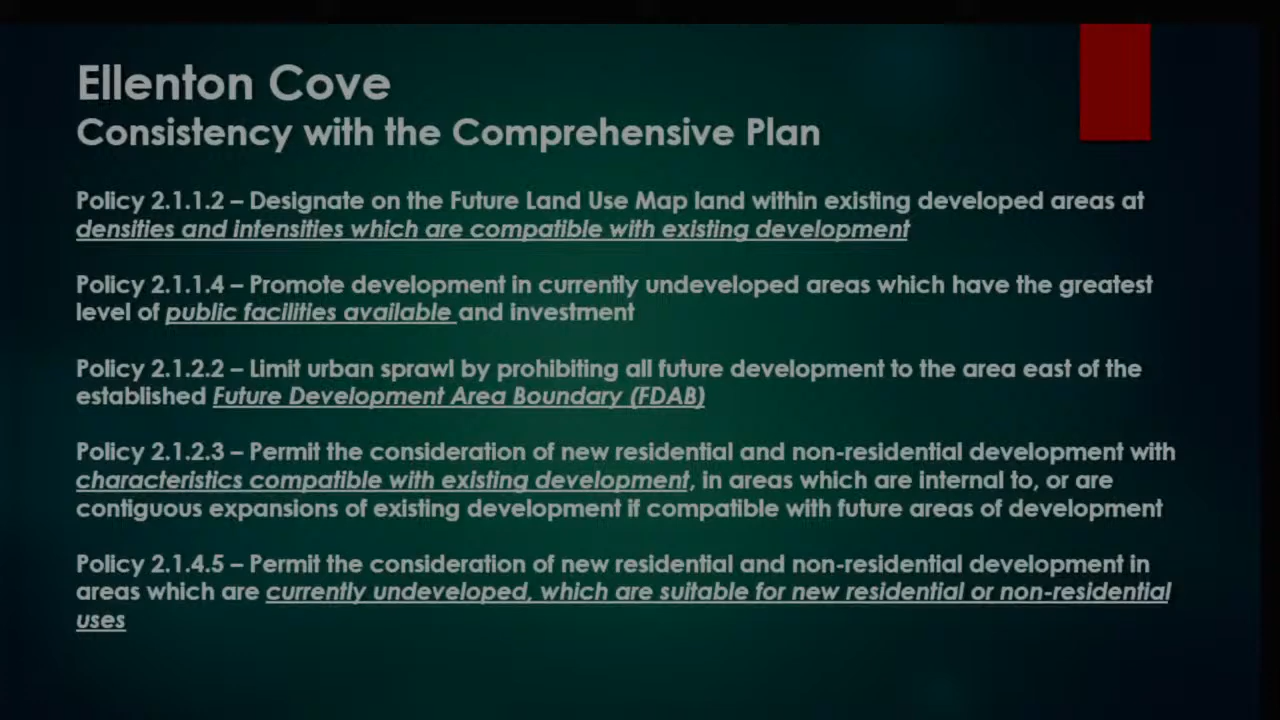 Ellenton Cove
Consistency with the Comprehensive Plan
Policy 2.1.1.2 – Designate on the Future Land Use Map land within existing developed areas at
densities and intensities which are compatible with existing development
Policy 2.1.1.4 – Promote development in currently undeveloped areas which have the greatest
level of public facilities available and investment
Policy 2.1.2.2 – Limit urban sprawl by prohibiting all future development to the area east of the
established Future Development Area Boundary (FDAB)
Policy 2.1.2.3 – Permit the consideration of new residential and non-residential development with
characteristics compatible with existing development, in areas which are internal to, or are
contiguous expansions of existing development if compatible with future areas of development
Policy 2.1.4.5 – Permit the consideration of new residential and non-residential development in
areas which are currently undeveloped, which are suitable for new residential or non-residential
uses